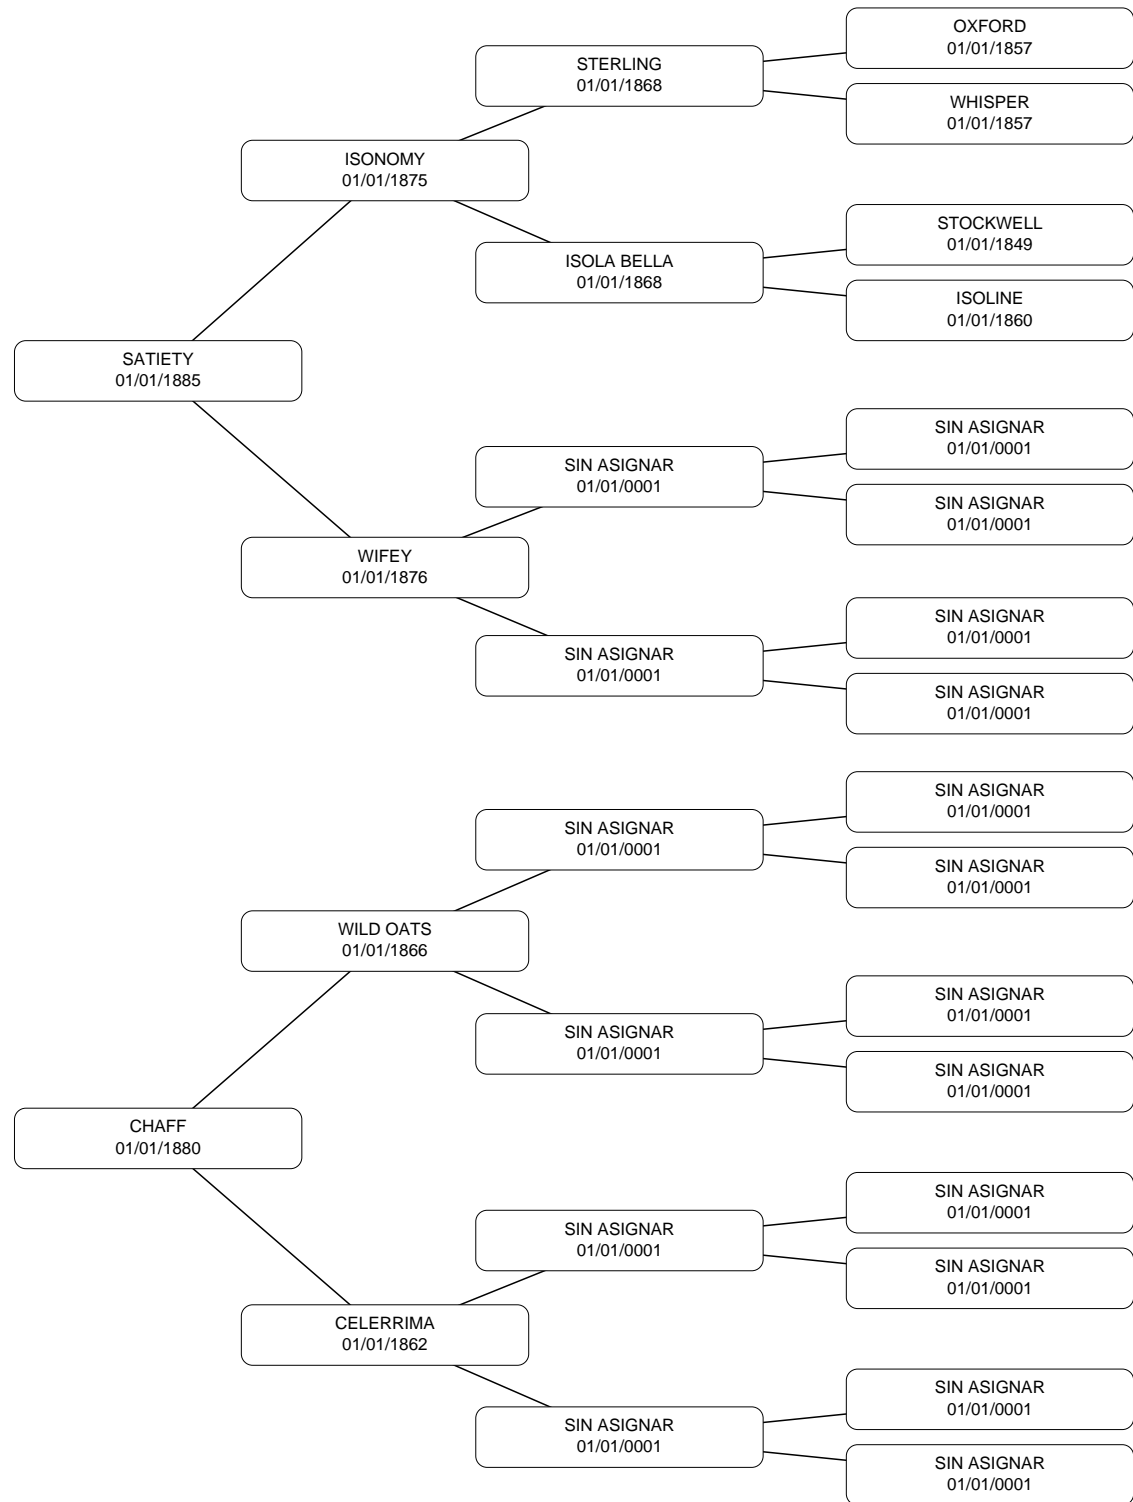 OXFORD
01/01/1857
STERLING
01/01/1868
WHISPER
01/01/1857
ISONOMY
01/01/1875
STOCKWELL
01/01/1849
ISOLA BELLA
01/01/1868
ISOLINE
01/01/1860
SATIETY
01/01/1885
SIN ASIGNAR
01/01/0001
SIN ASIGNAR
01/01/0001
SIN ASIGNAR
01/01/0001
WIFEY
01/01/1876
SIN ASIGNAR
01/01/0001
SIN ASIGNAR
01/01/0001
SIN ASIGNAR
01/01/0001
SIN ASIGNAR
01/01/0001
SIN ASIGNAR
01/01/0001
SIN ASIGNAR
01/01/0001
WILD OATS
01/01/1866
SIN ASIGNAR
01/01/0001
SIN ASIGNAR
01/01/0001
SIN ASIGNAR
01/01/0001
CHAFF
01/01/1880
SIN ASIGNAR
01/01/0001
SIN ASIGNAR
01/01/0001
SIN ASIGNAR
01/01/0001
CELERRIMA
01/01/1862
SIN ASIGNAR
01/01/0001
SIN ASIGNAR
01/01/0001
SIN ASIGNAR
01/01/0001